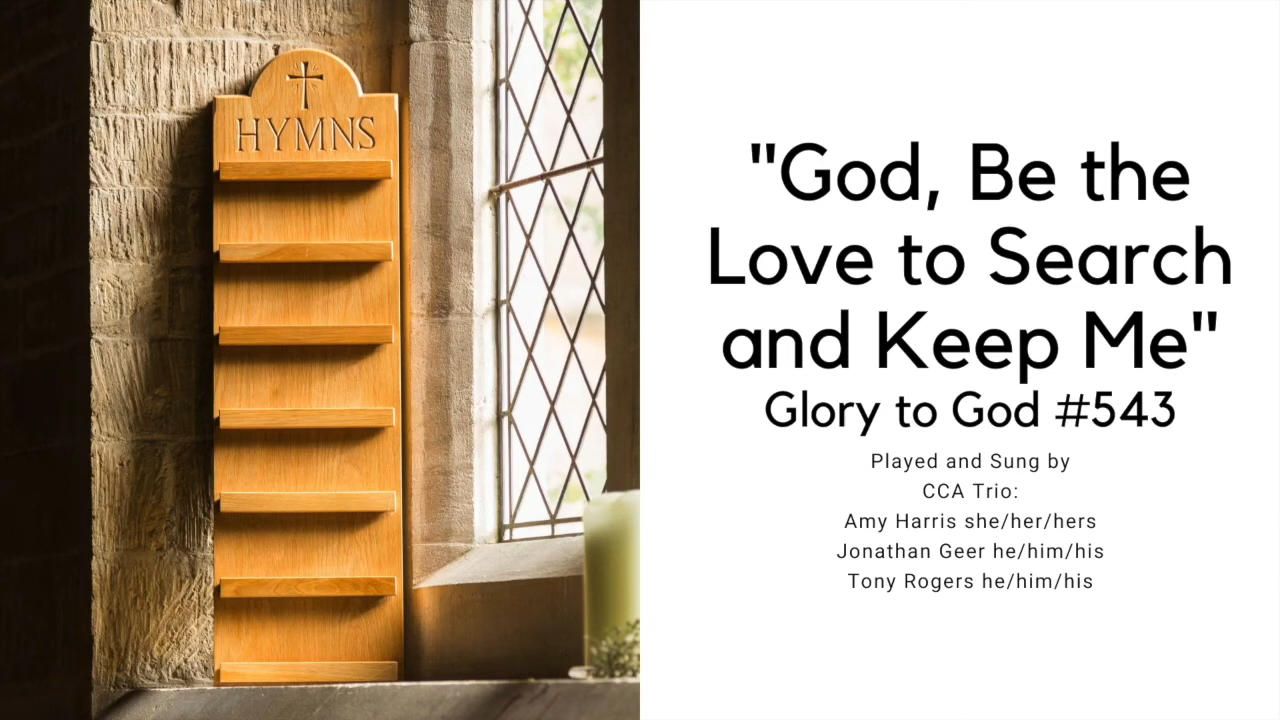 HYMNS
"God, Be the
Love to Search
and Keep Me"
Glory to God #543
Played and Sung by
CCA Trio:
Amy Harris she/her/hers
Jonathan Geer he/him/his
Tony Rogers he/him/his